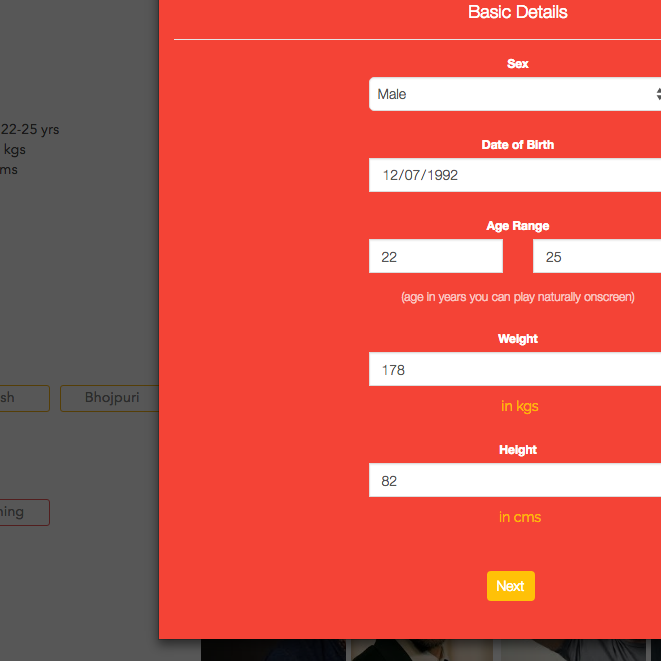 Basic Details
Sex
Male
22-25 yrs
kgs
ms
Date of Birth
12/07/1992
Age Range
22 25
(age in years you can play naturally onscreen)
Weight
178
in kgs
sh Bhojpuri
Height
82
in cms
ning
Next